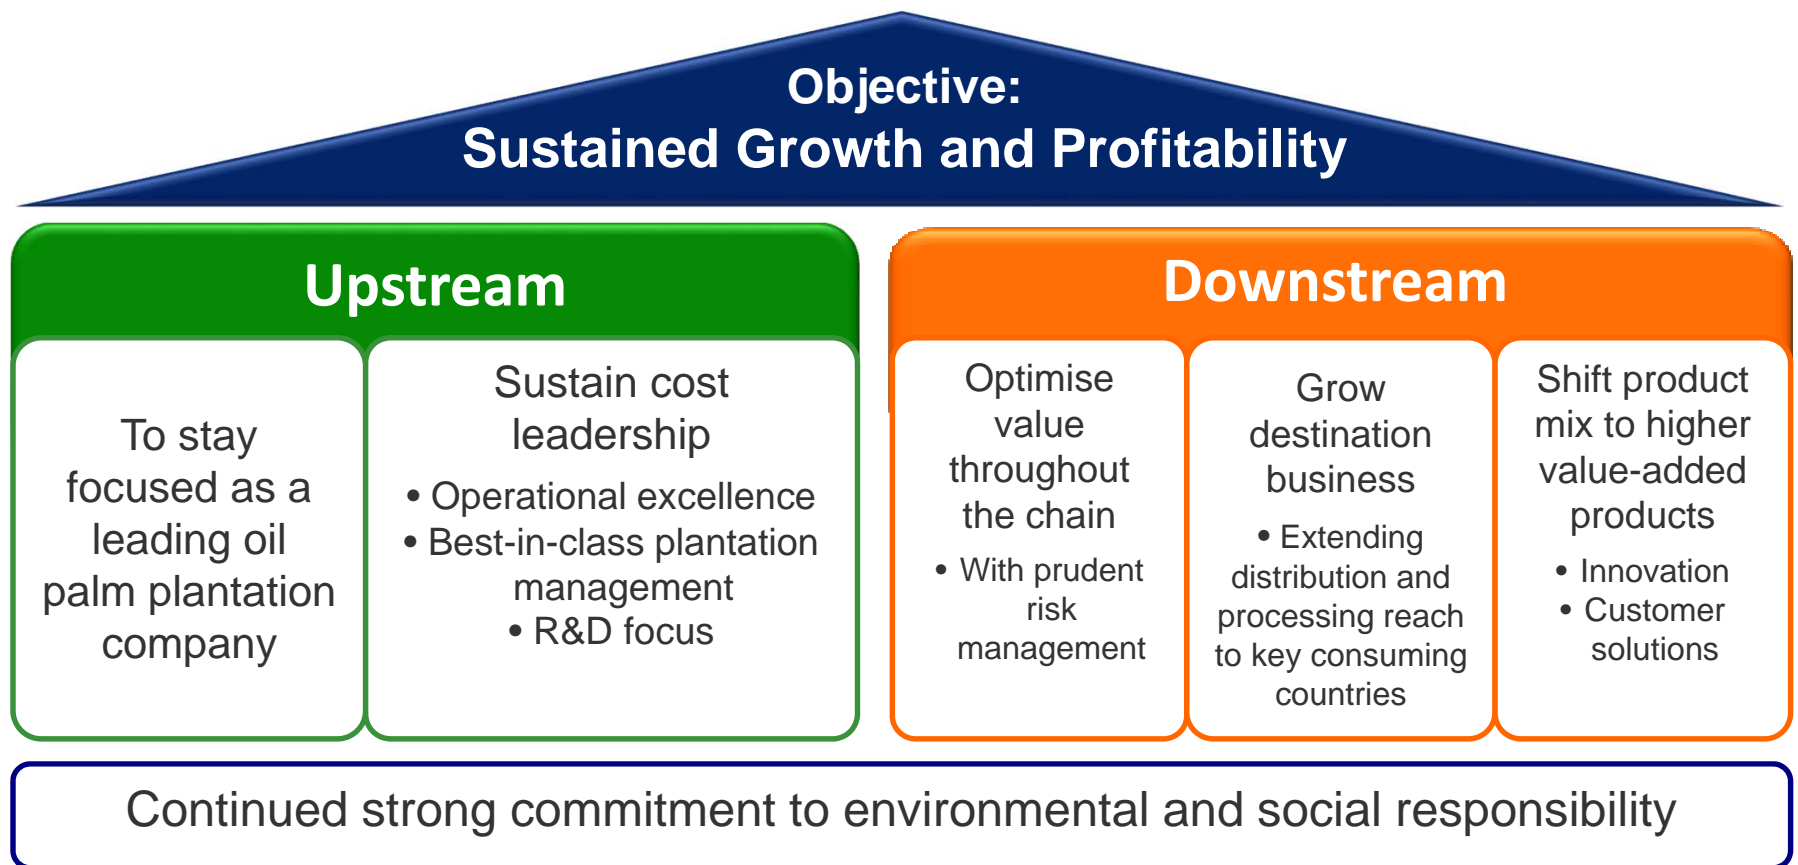 Objective:
Sustained Growth and Profitability
Upstream
To stay
focused as a
leading oil
palm plantation
company
Sustain cost
leadership
• Operational excellence
• Best-in-class plantation
management
• R&D focus
Downstream
Optimise
value
throughout
the chain
• With prudent
risk
management
Grow
destination
business
• Extending
distribution and
processing reach
to key consuming
countries
Shift product
mix to higher
value-added
products
• Innovation
• Customer
solutions
Continued strong commitment to environmental and social responsibility